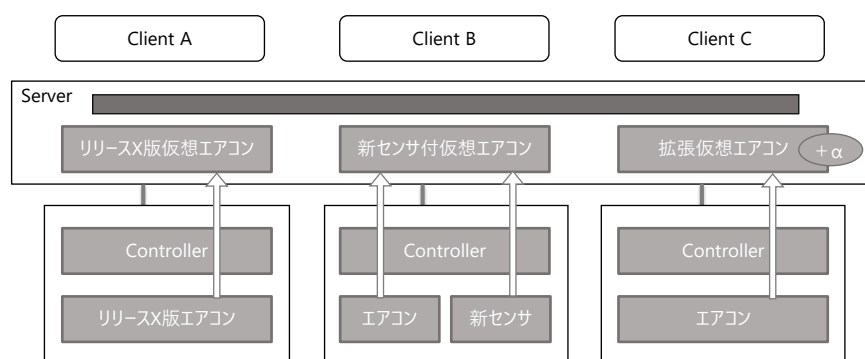 Client A
Client B
Client C
Server
リリースX版仮想エアコン
新センサ付仮想エアコン
拡張仮想エアコン
+α
Controller
Controller
Controller
リリースX版エアコン
エアコン
新センサ
エアコン